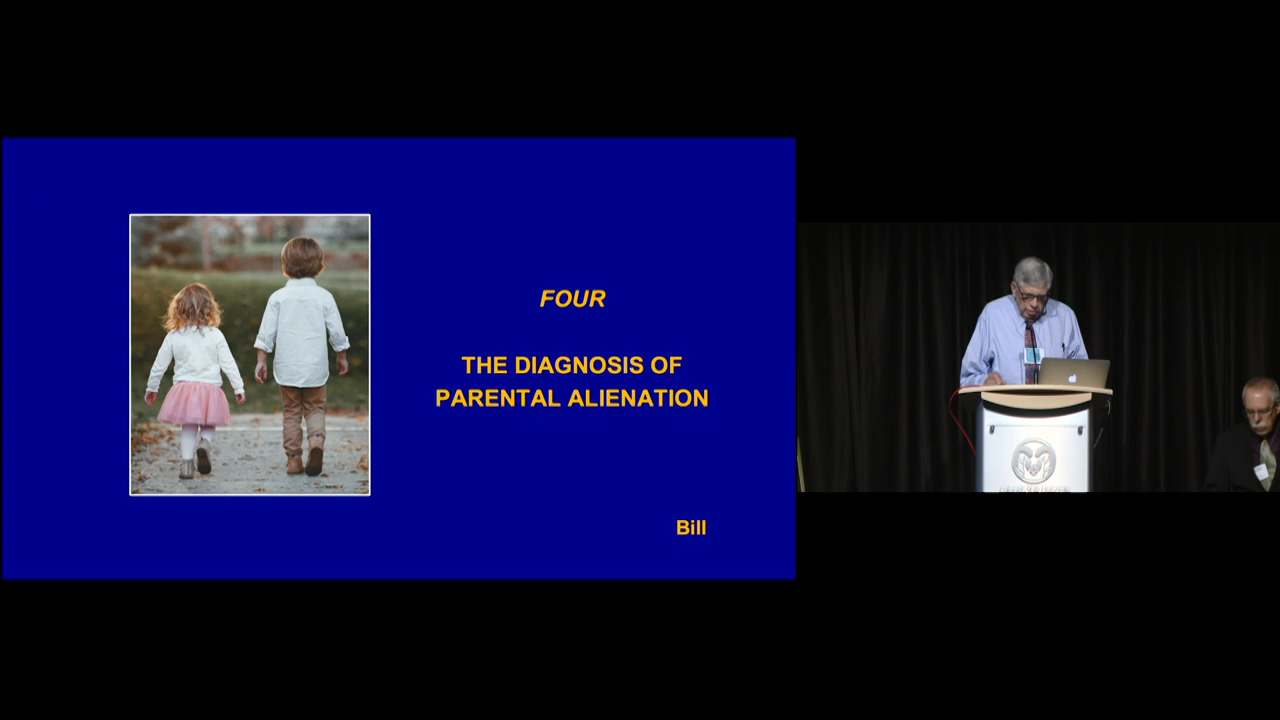 FOUR
THE DIAGNOSIS OF
PARENTAL ALIENATION
Bill